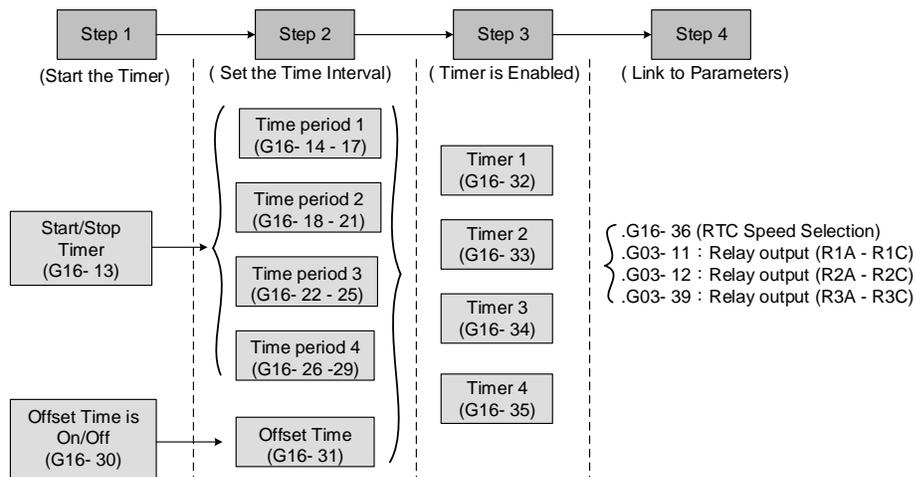 Step 1
Step 2
Step 3
Step 4
(Start the Timer)
( Set the Time Interval)
( Timer is Enabled)
( Link to Parameters)
Start/Stop
Timer
(G16- 13)
Offset Time is
On/Off
(G16- 30)
Time period 1
(G16- 14 - 17)
Time period 2
(G16- 18 - 21)
Time period 3
(G16- 22 - 25)
Time period 4
(G16- 26 -29)
Offset Time
(G16- 31)
Timer 1
(G16- 32)
Timer 2
(G16- 33)
Timer 3
(G16- 34)
Timer 4
(G16- 35)
.G16- 36 (RTC Speed Selection)
.G03- 11：Relay output (R1A - R1C)
.G03- 12：Relay output (R2A - R2C)
.G03- 39：Relay output (R3A - R3C)